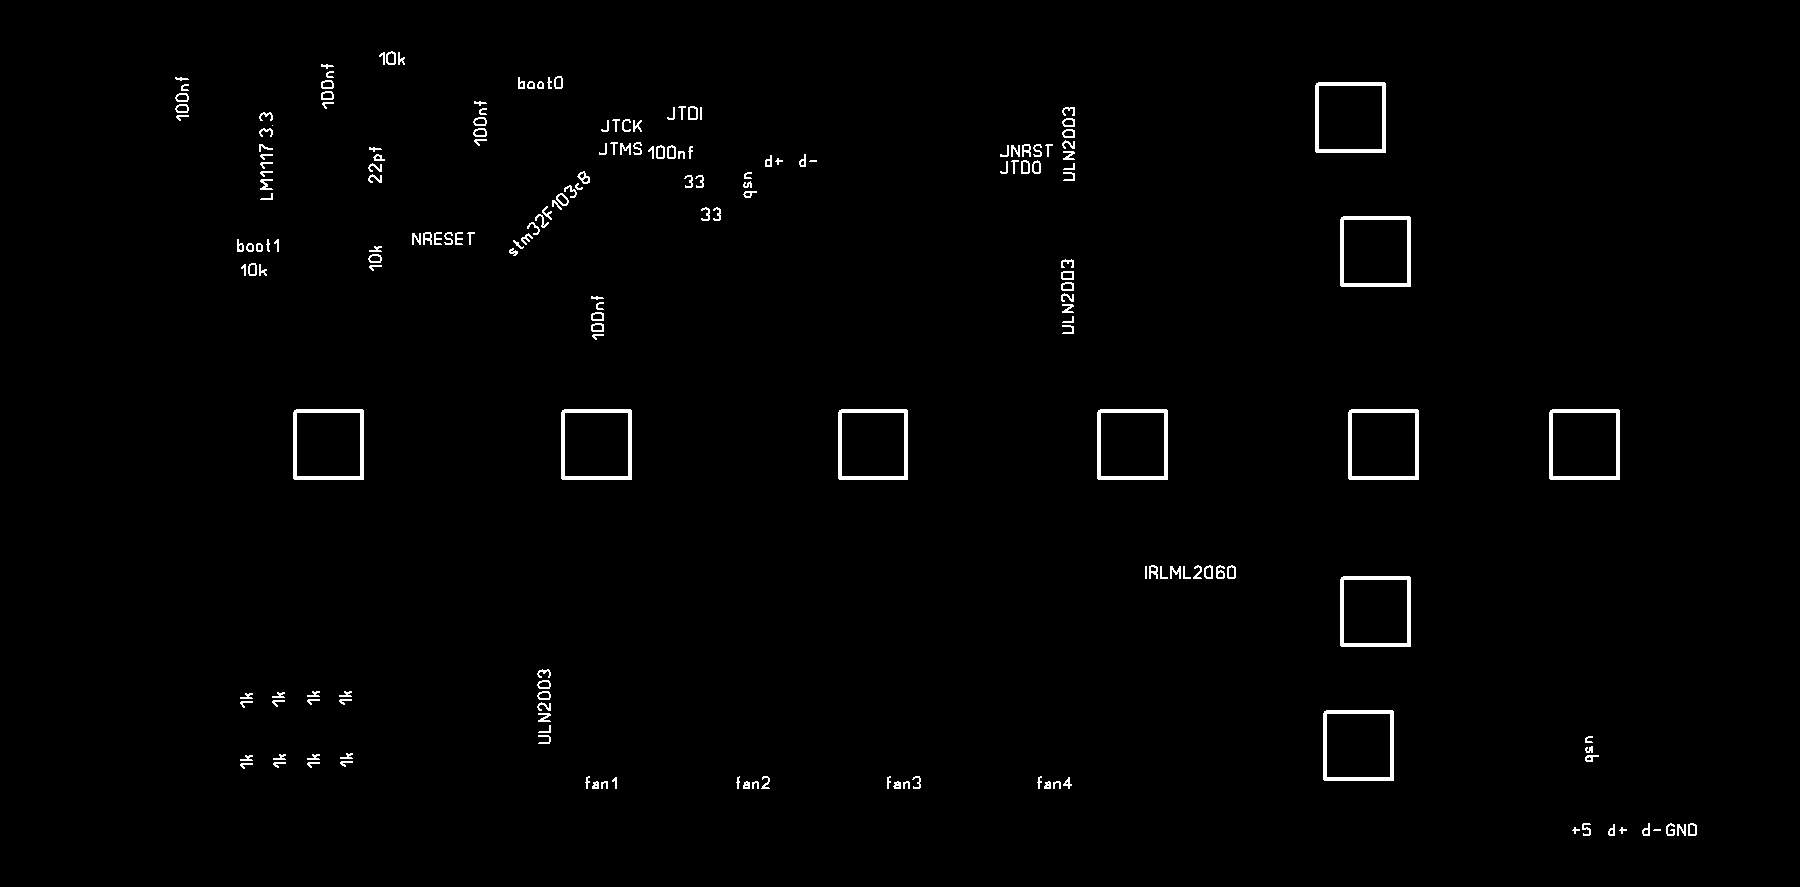 10k
100nf
100nf
boot0
100nf
LM1117 3.3
JTDI
JTCK
ULN2003
JTMS
100nf
JNRST
22pf
d+ d-
JTDO
33
usb
stm32F103c8
33
NRESET
boot1
10k
10k
ULN2003
100nf
IRLML2060
1k 1k 1k 1k
ULN2003
1k 1k 1k 1k
usb
fan1 fan2 fan3 fan4
+5 d+ d- GND